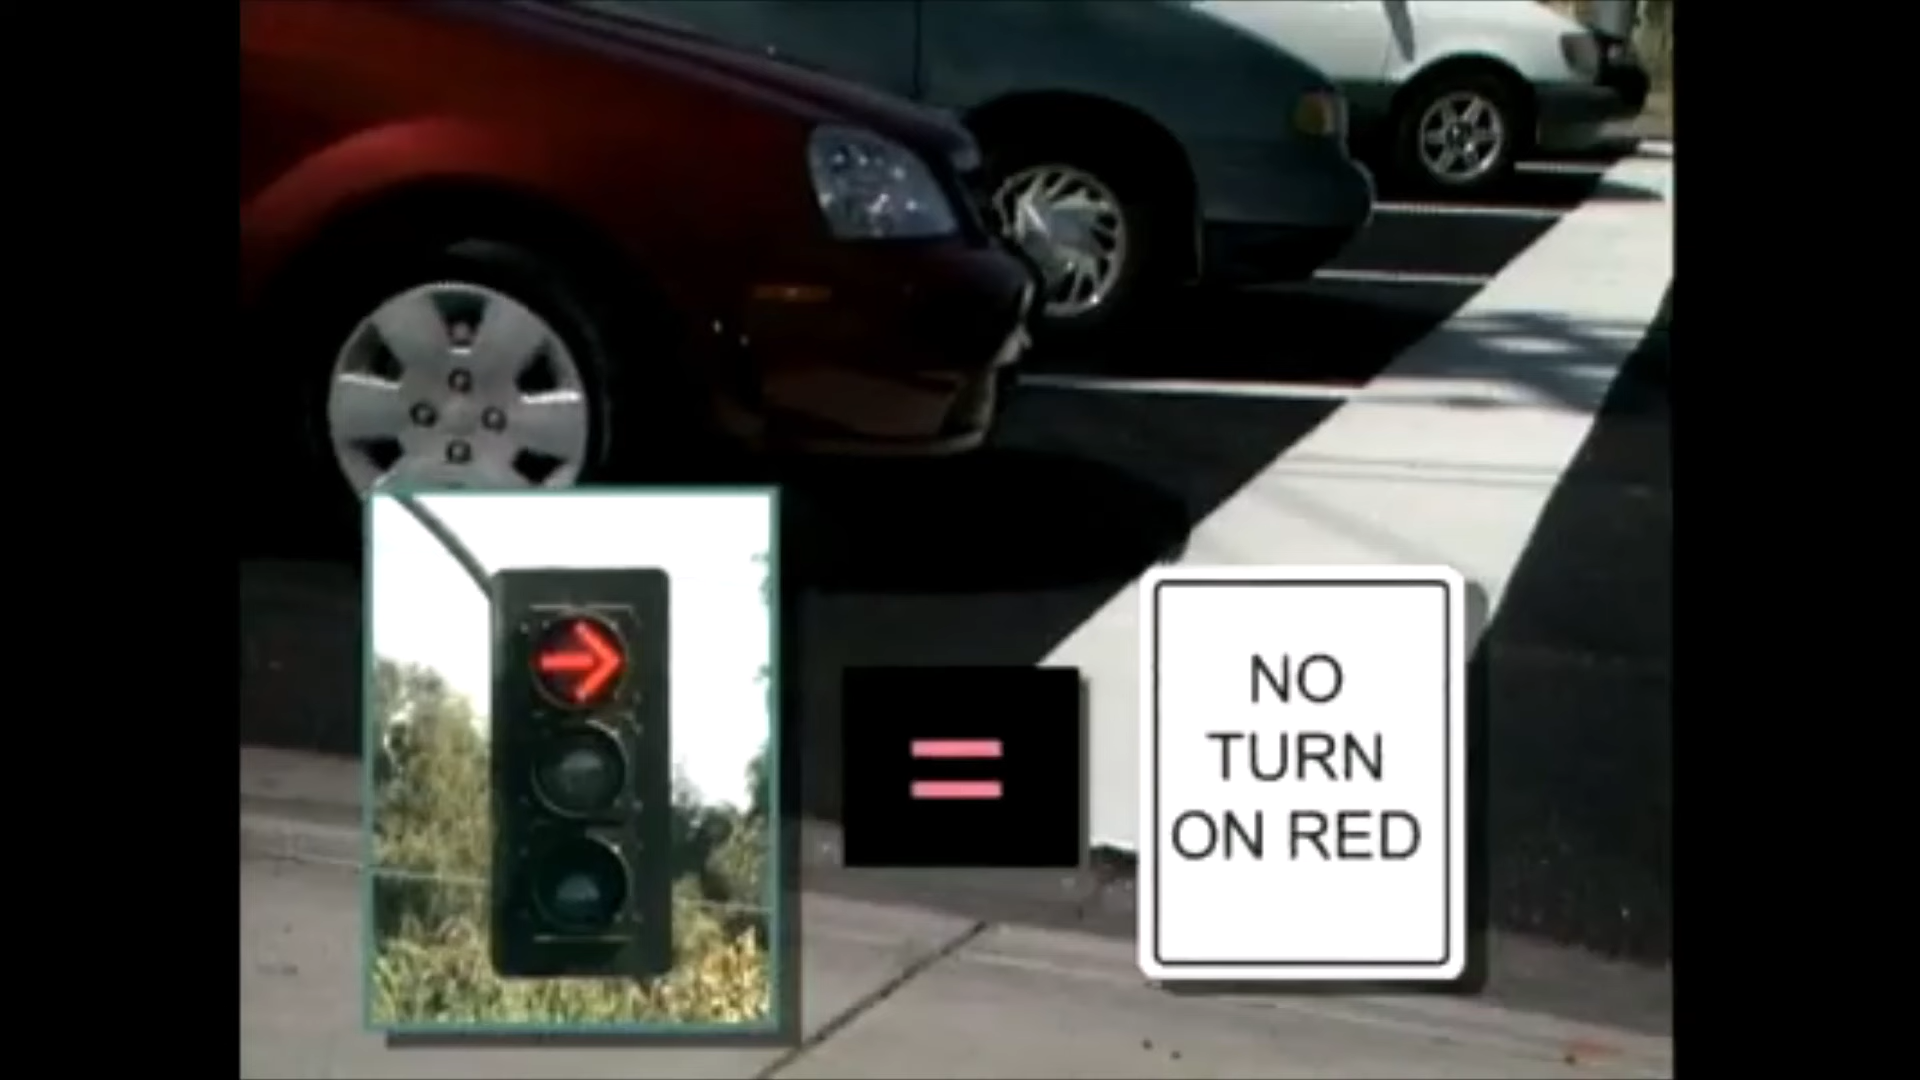 =
NO
TURN
ON RED